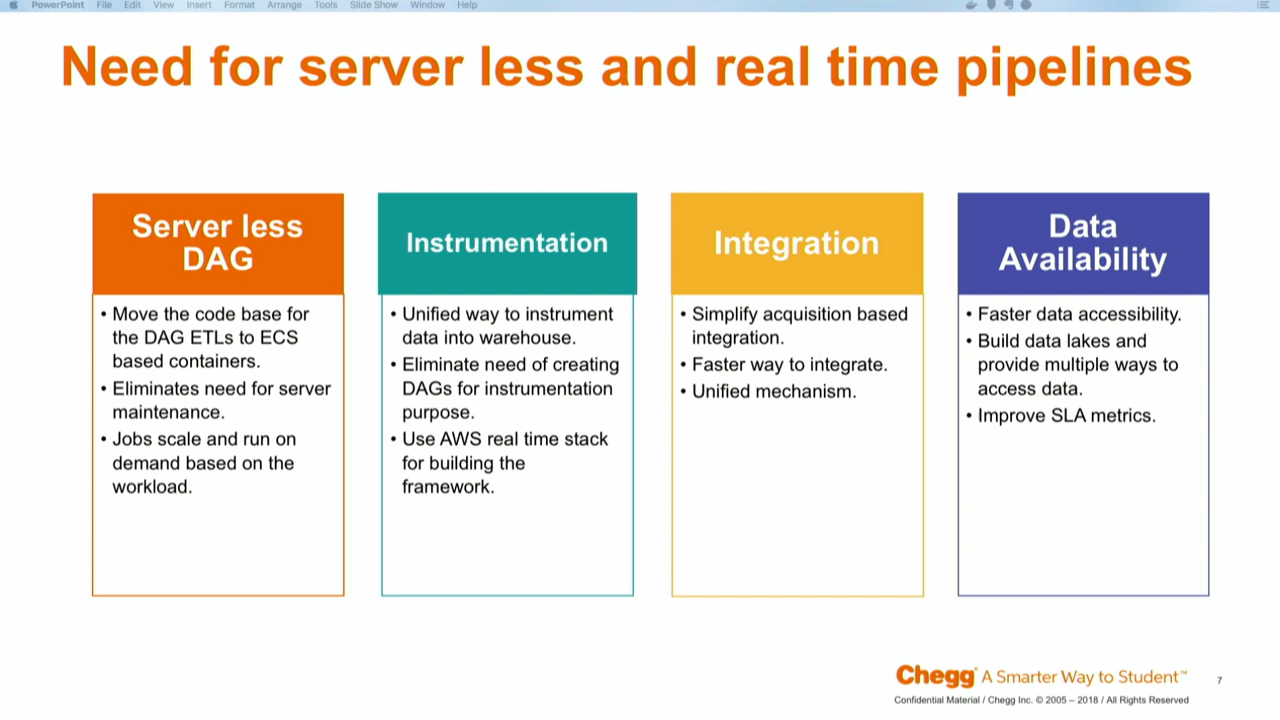 PowerPoint File Edit View Insert Format Arrange Tools Slide Show Window Help
Need for server less and real time pipelines
Server less
DAG
• Move the code base for
the DAG ETLs to ECS
based containers.
• Eliminates need for server
maintenance.
• Jobs scale and run on
demand based on the
workload.
Instrumentation
• Unified way to instrument
data into warehouse.
• Eliminate need of creating
DAGs for instrumentation
purpose.
• Use AWS real time stack
for building the
framework.
Integration
• Simplify acquisition based
integration.
• Faster way to integrate.
• Unified mechanism.
Data
Availability
• Faster data accessibility.
• Build data lakes and
provide multiple ways to
access data.
• Improve SLA metrics.
Chegg® A Smarter Way to Student™
Confidential Material / Chegg Inc. © 2005 – 2018 / All Rights Reserved
7